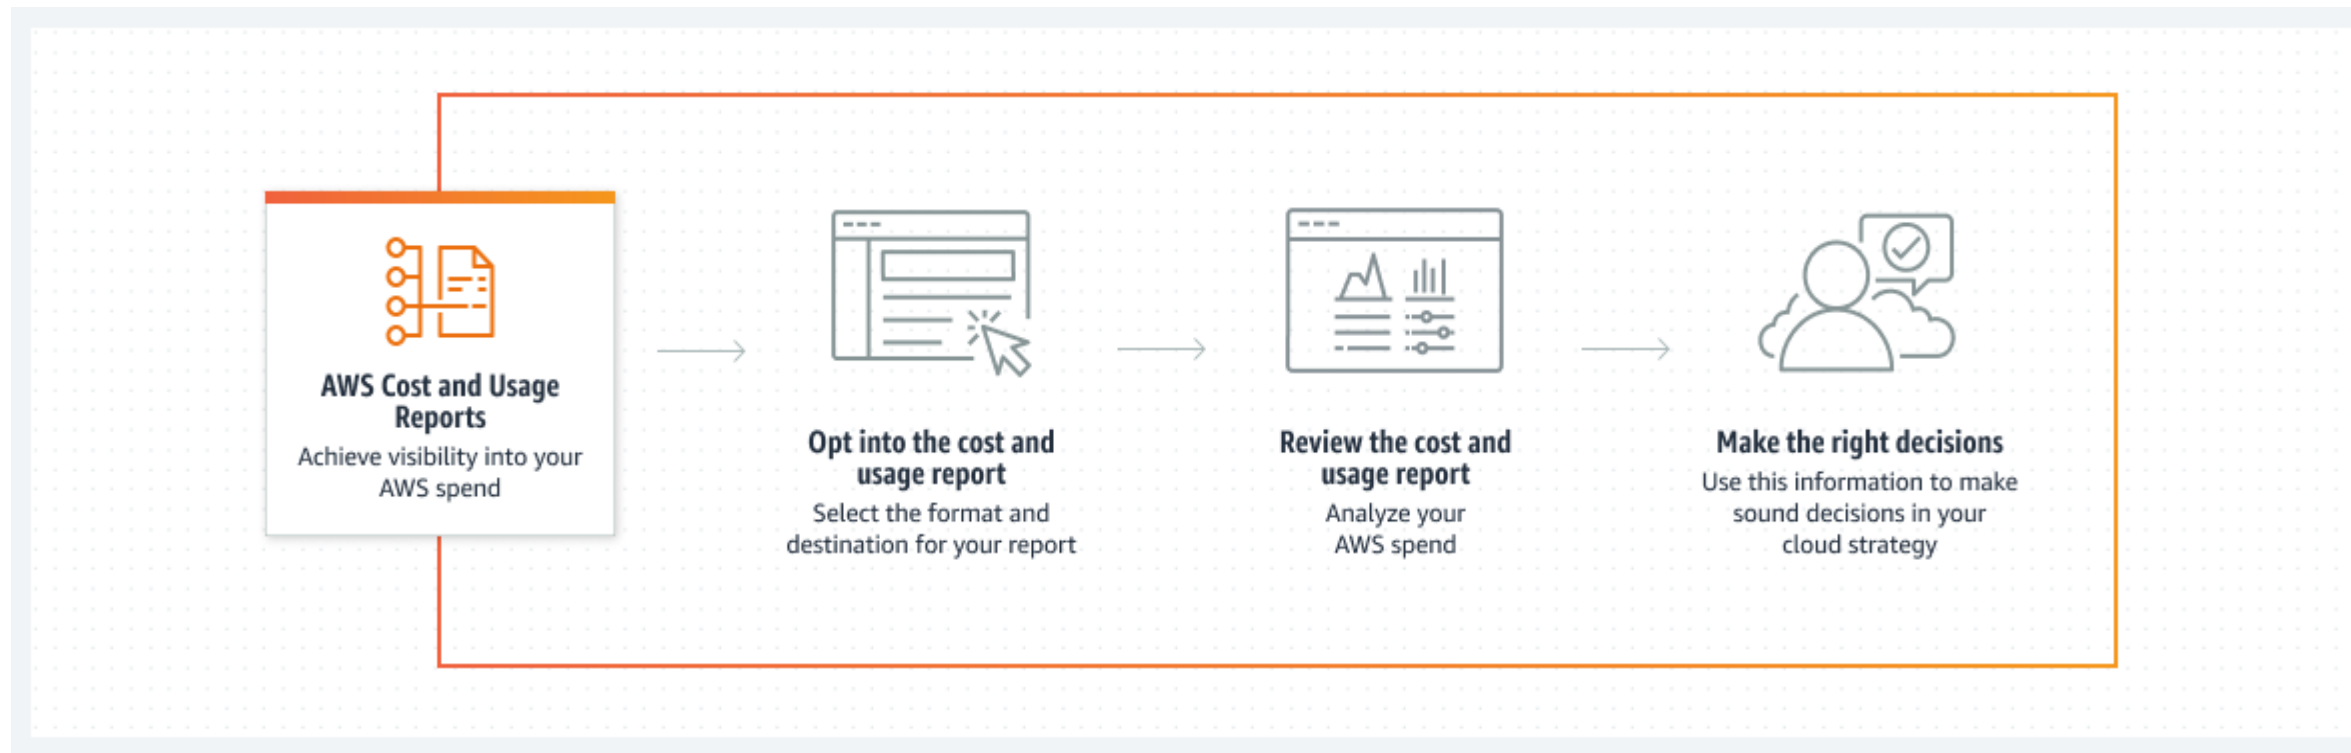 AWS Cost and Usage
Reports
Achieve visibility into your
AWS spend
Opt into the cost and
usage report
Select the format and
destination for your report
Review the cost and
usage report
Analyze your
AWS spend
Make the right decisions
Use this information to make
sound decisions in your
cloud strategy